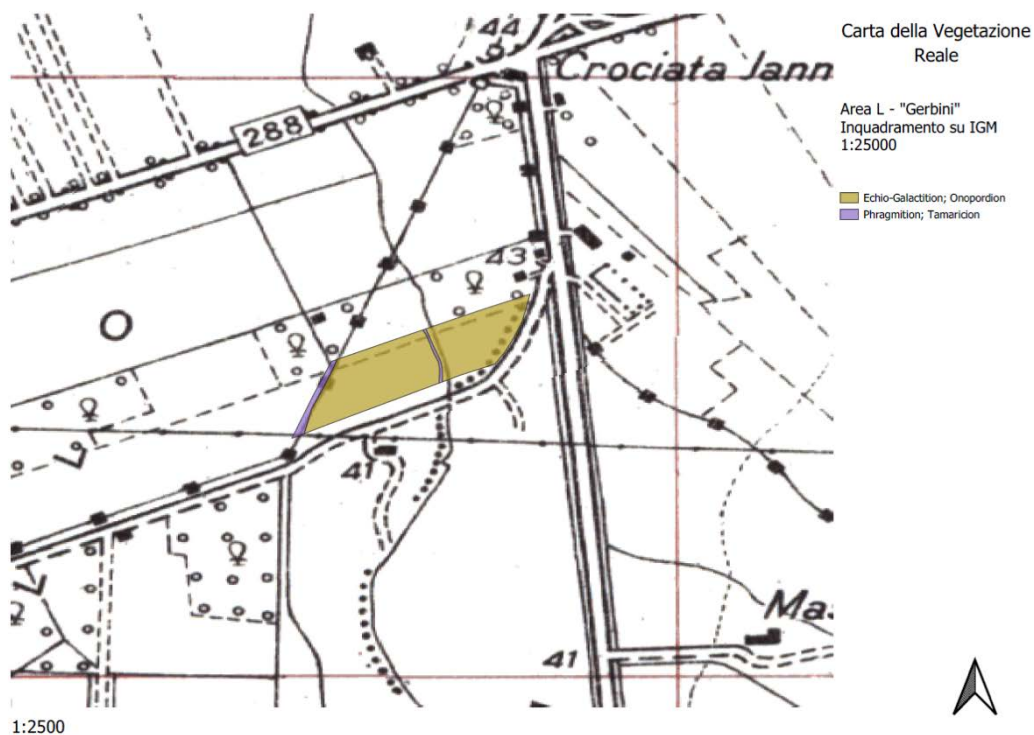 Carta della Vegetazione
Reale
Area L - "Gerbini"
Inquadramento su IGM
1:25000
Echio-Galactition; Onopordion
Phragmition; Tamaricion
44
Crociata Jann
288
43
O
L
41
L
Mas
41
1:2500